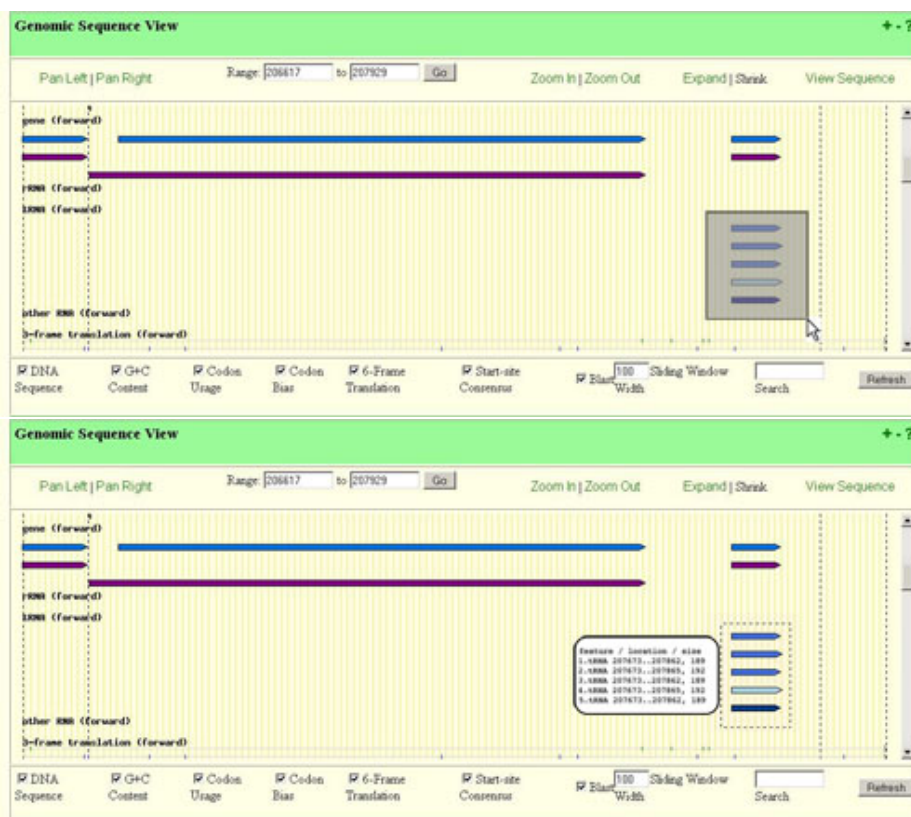 Genomic Sequence View + - ?
Pan Left | Pan Right Range: 206617 to 207929 Go Zoom In | Zoom Out Expand | Shrink View Sequence
gene (forward)
rRNA (forward)
tRNA (forward)
other RNA (forward)
3-frame translation (forward)
DNA Sequence G+C Content Codon Usage Codon Bias 6-Frame Translation Start-site Consensus Blast 100 Sliding Window Width Search Refresh
Genomic Sequence View + - ?
Pan Left | Pan Right Range: 206617 to 207929 Go Zoom In | Zoom Out Expand | Shrink View Sequence
gene (forward)
rRNA (forward)
tRNA (forward)
feature / location / size
1.tRNA 207673..207862, 189
2.tRNA 207673..207865, 192
3.tRNA 207673..207862, 189
4.tRNA 207673..207865, 192
5.tRNA 207673..207862, 189
other RNA (forward)
3-frame translation (forward)
DNA Sequence G+C Content Codon Usage Codon Bias 6-Frame Translation Start-site Consensus Blast 100 Sliding Window Width Search Refresh